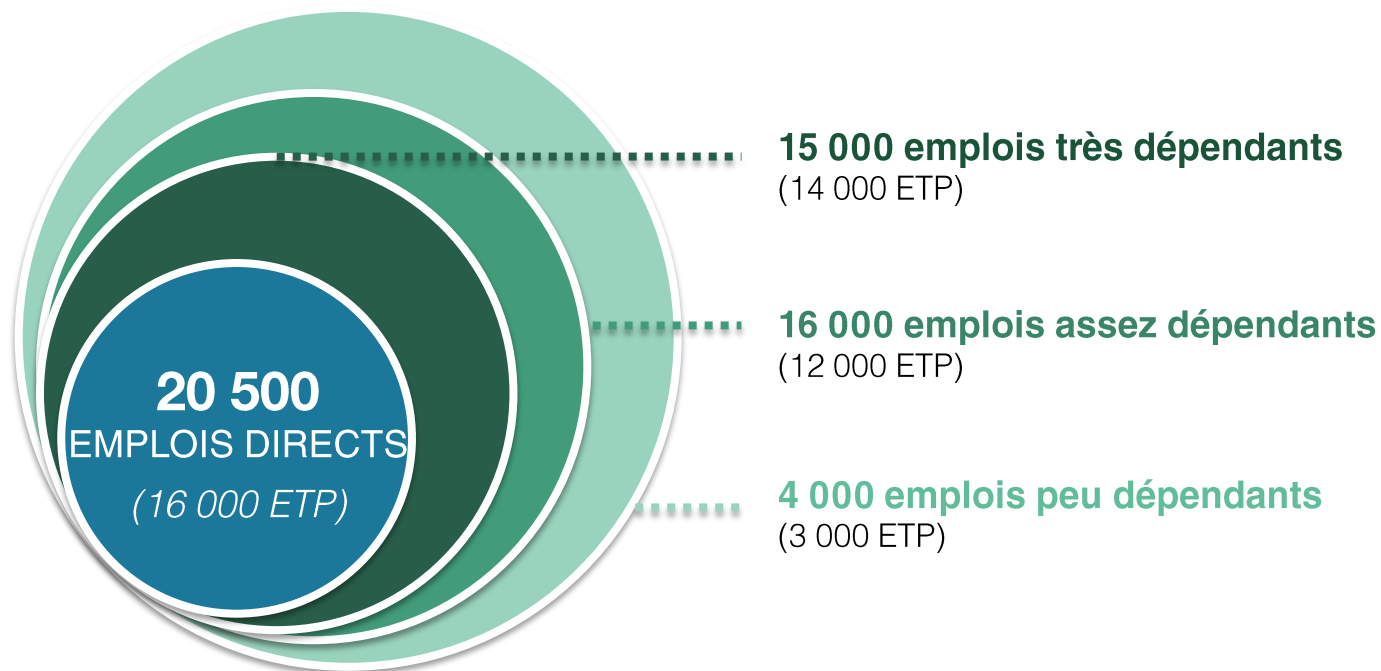 15 000 emplois très dépendants
(14 000 ETP)
16 000 emplois assez dépendants
(12 000 ETP)
20 500
EMPLOIS DIRECTS
(16 000 ETP)
4 000 emplois peu dépendants
(3 000 ETP)